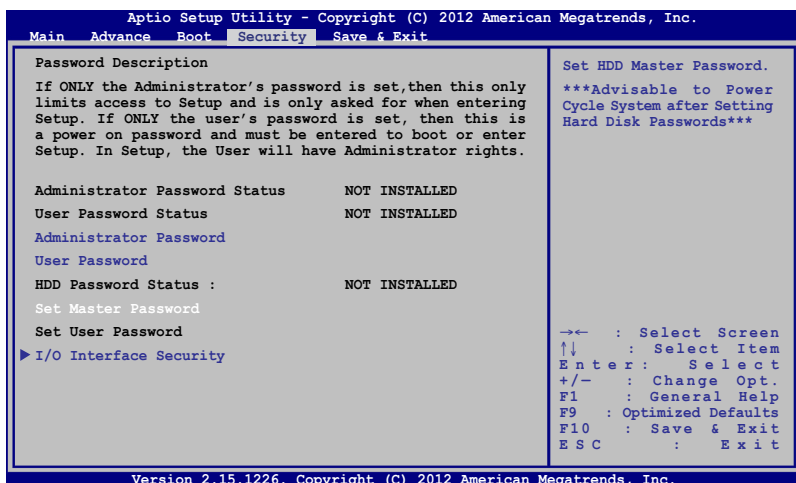 Aptio Setup Utility - Copyright (C) 2012 American Megatrends, Inc.
Main Advance Boot Security Save & Exit
Password Description
If ONLY the Administrator's password is set,then this only
limits access to Setup and is only asked for when entering
Setup. If ONLY the user's password is set, then this is
a power on password and must be entered to boot or enter
Setup. In Setup, the User will have Administrator rights.
Administrator Password Status NOT INSTALLED
User Password Status NOT INSTALLED
Administrator Password
User Password
HDD Password Status : NOT INSTALLED
Set Master Password
Set User Password
I/O Interface Security
Set HDD Master Password.
***Advisable to Power
Cycle System after Setting
Hard Disk Passwords***
→← : Select Screen
↑↓ : Select Item
Enter: Select
+/— : Change Opt.
F1 : General Help
F9 : Optimized Defaults
F10 : Save & Exit
ESC : Exit
Version 2.15.1226. Copyright (C) 2012 American Megatrends, Inc.